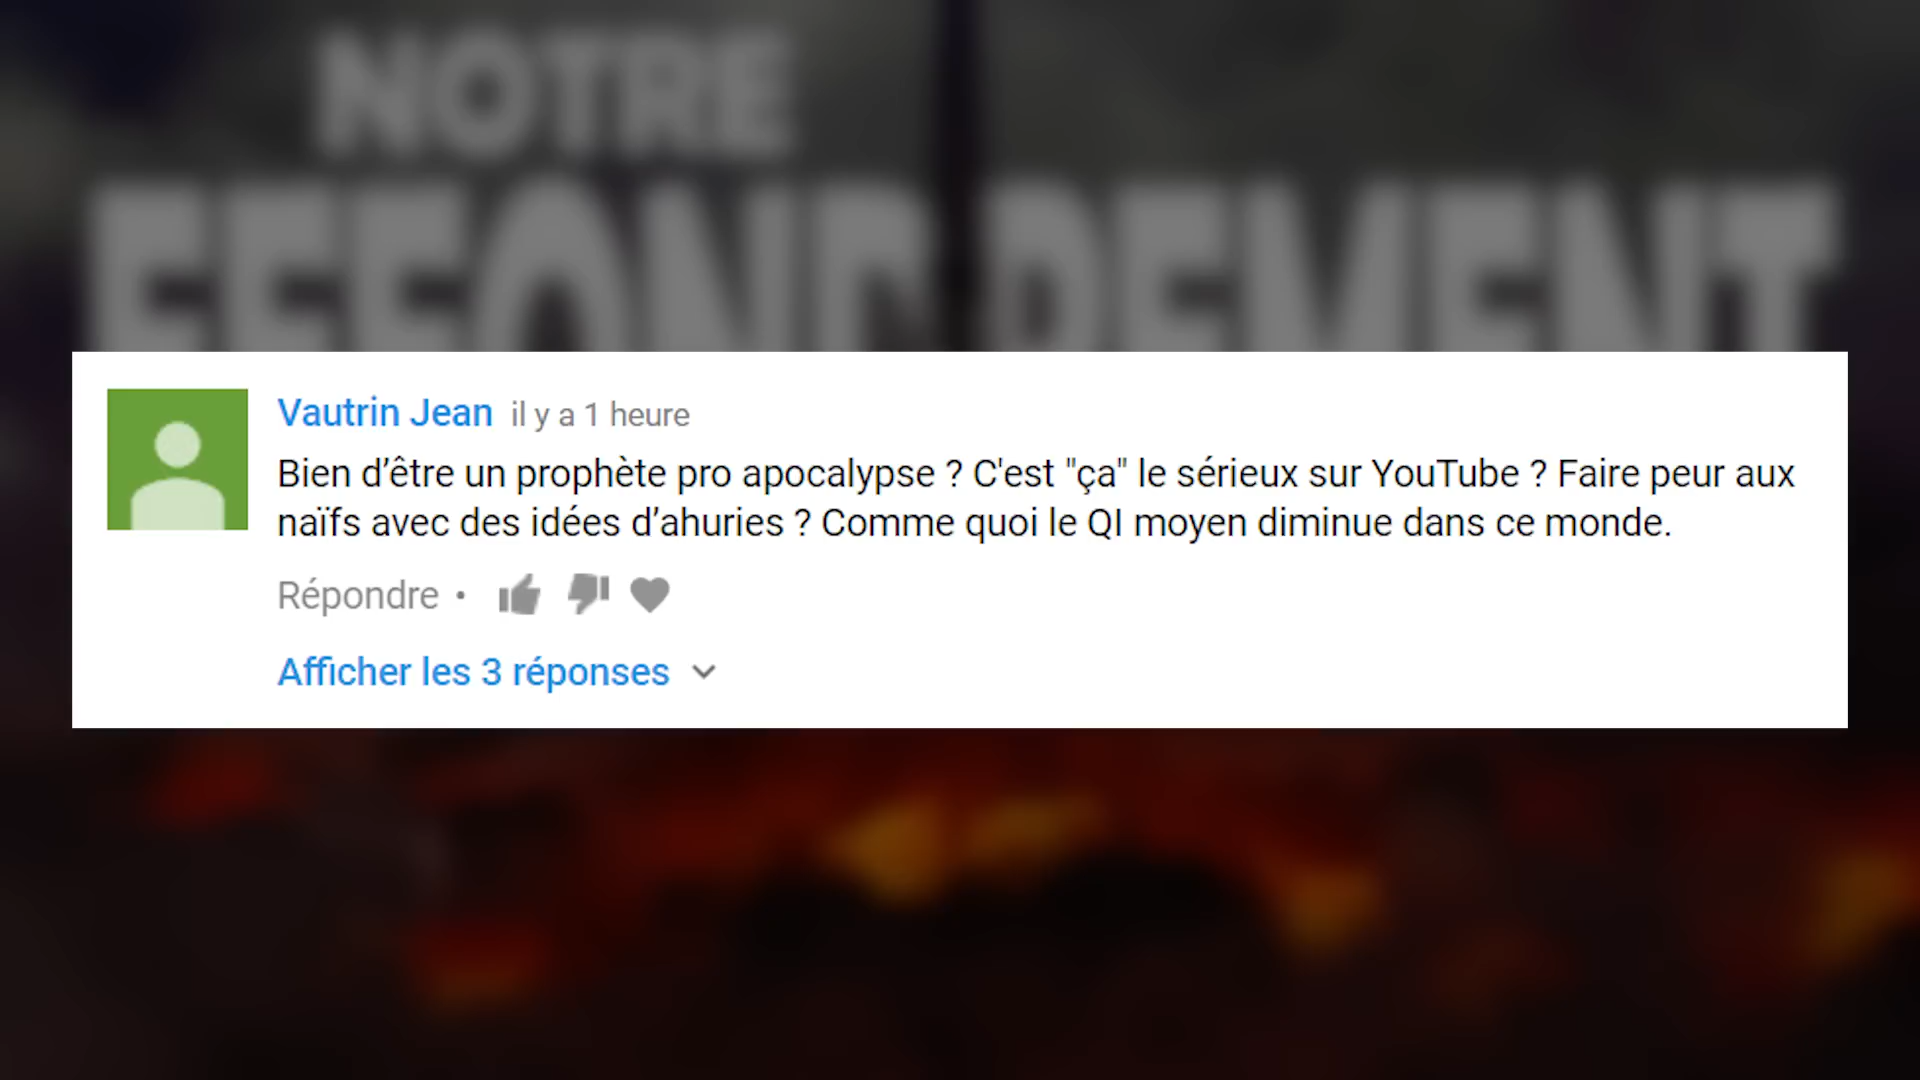 NOTRE
EFFONDREMENT
Vautrin Jean il y a 1 heure
Bien d’être un prophète pro apocalypse ? C'est "ça" le sérieux sur YouTube ? Faire peur aux
naïfs avec des idées d’ahuries ? Comme quoi le QI moyen diminue dans ce monde.
Répondre •
Afficher les 3 réponses